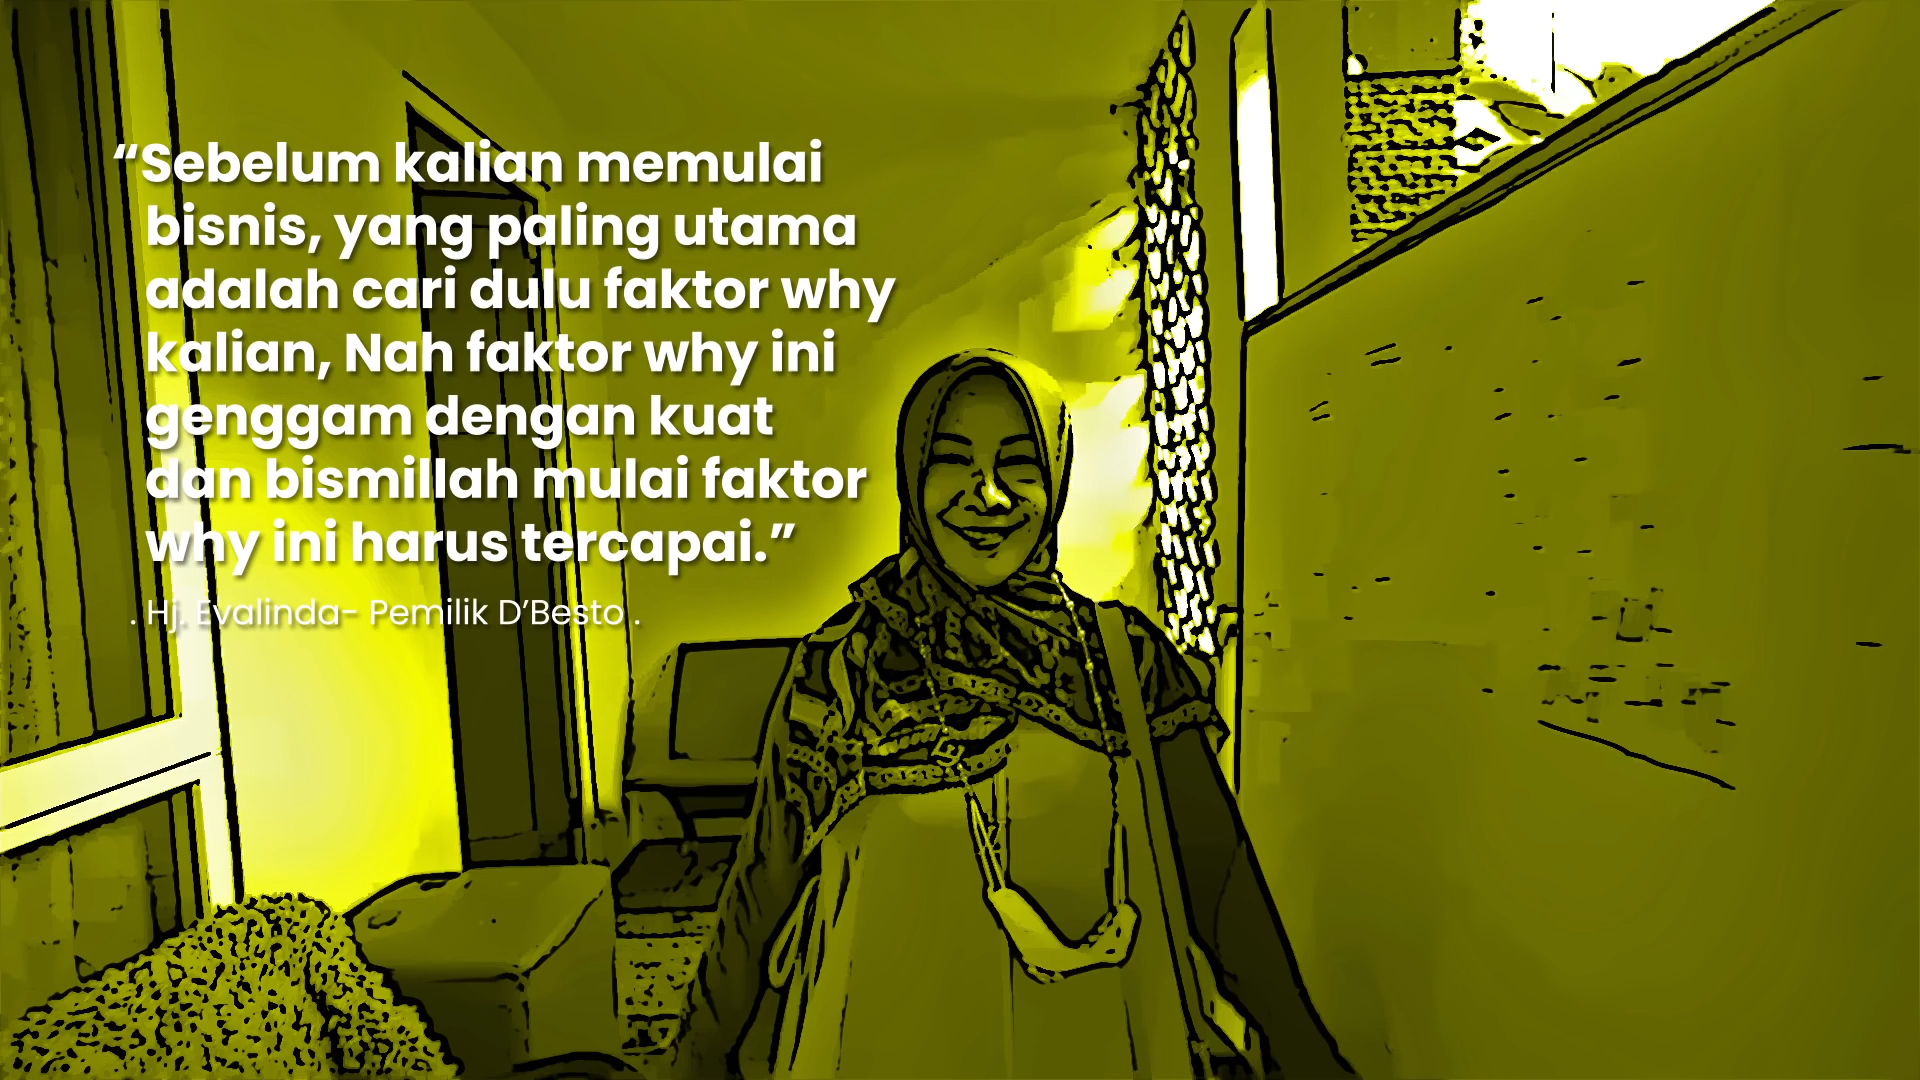 “Sebelum kalian memulai
bisnis, yang paling utama
adalah cari dulu faktor why
kalian, Nah faktor why ini
genggam dengan kuat
dan bismillah mulai faktor
why ini harus tercapai.”
. Hj. Evalinda- Pemilik D’Besto .